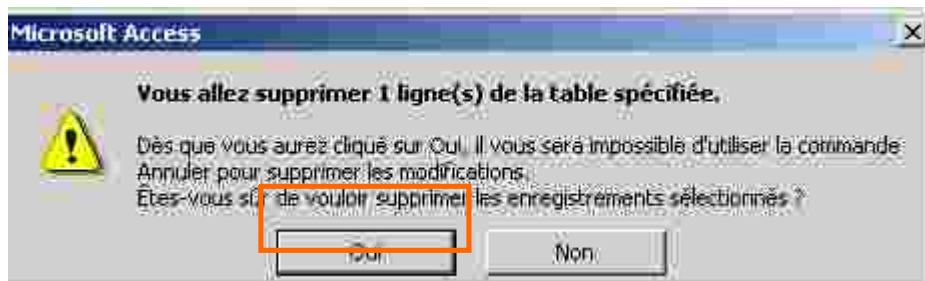 Microsoft Access
Vous allez supprimer 1 ligne(s) de la table spécifiée.
Dès que vous aurez cliqué sur Oui, il vous sera impossible d'utiliser la commande
Annuler pour supprimer les modifications.
Êtes-vous sûr de vouloir supprimer les enregistrements sélectionnés ?
Oui
Non